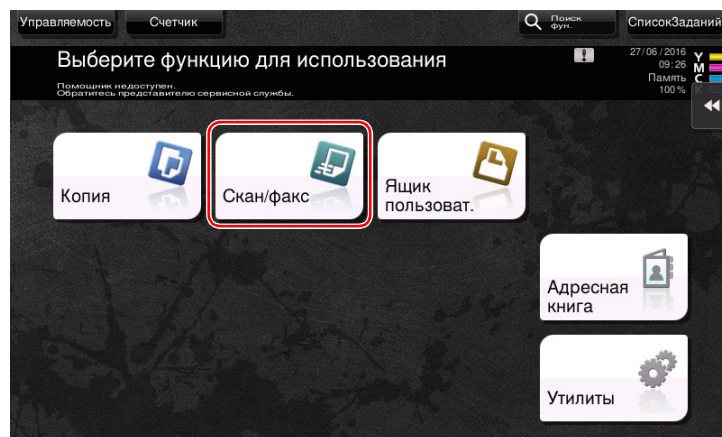 Управляемость
Счетчик
Поиск
фун.
СписокЗаданий
Выберите функцию для использования
Помощник недоступен.
Обратитесь представителю сервисной службы.
27/06/2016
09:26
Память
100 %
Y
M
C
K
Копия
Скан/факс
Ящик
пользоват.
Адресная
книга
Утилиты